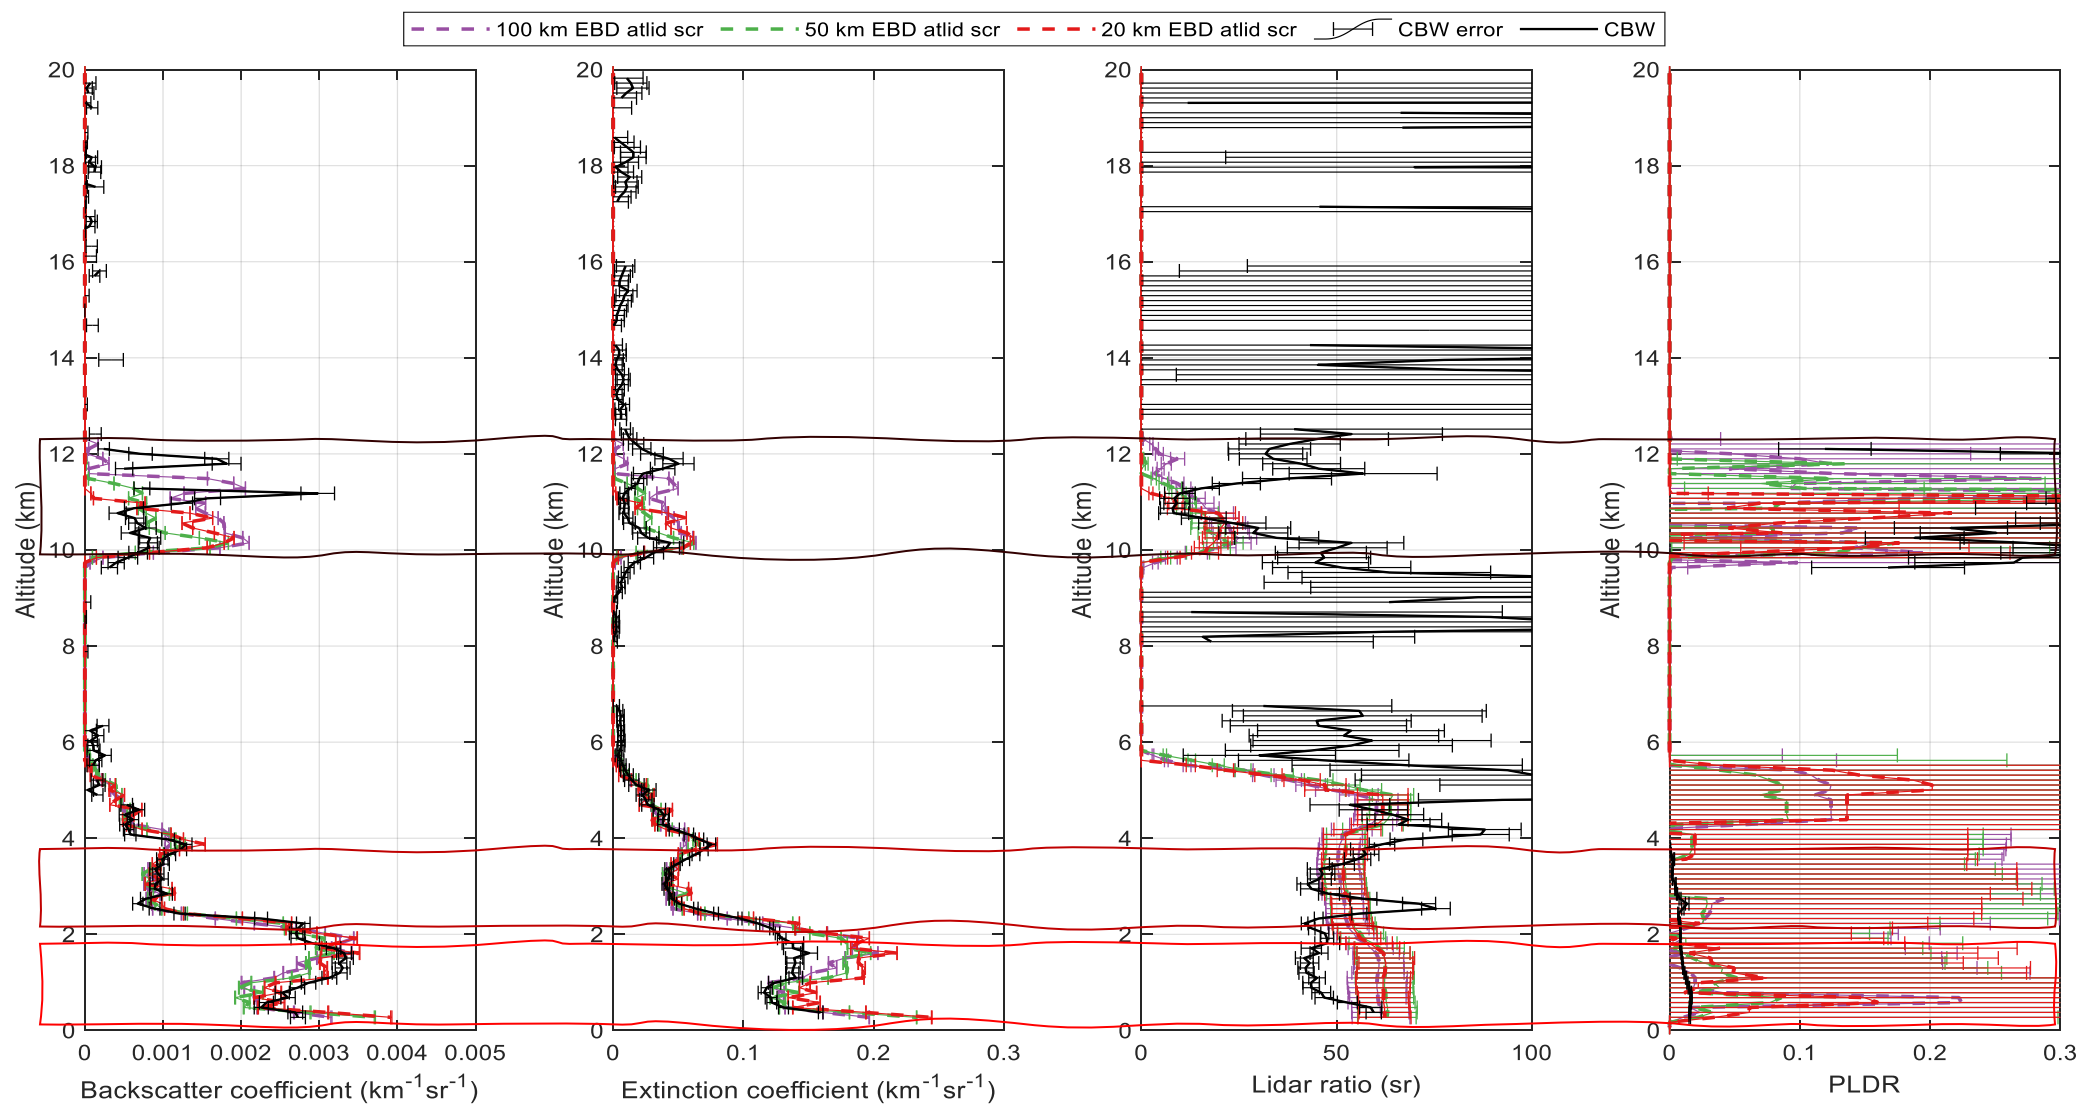 100 km EBD atlid scr 50 km EBD atlid scr 20 km EBD atlid scr CBW error CBW
20 20 20 20
18 18 18 18
16 16 16 16
14 14 14 14
12 12 12 12
10 10 10 10
8 8 8 8
6 6 6 6
4 4 4 4
2 2 2 2
0 0 0 0
Altitude (km) Altitude (km) Altitude (km) Altitude (km)
0 0.001 0.002 0.003 0.004 0.005 0 0.1 0.2 0.3 0 50 100 0 0.1 0.2 0.3
Backscatter coefficient (km⁻¹sr⁻¹) Extinction coefficient (km⁻¹sr⁻¹) Lidar ratio (sr) PLDR